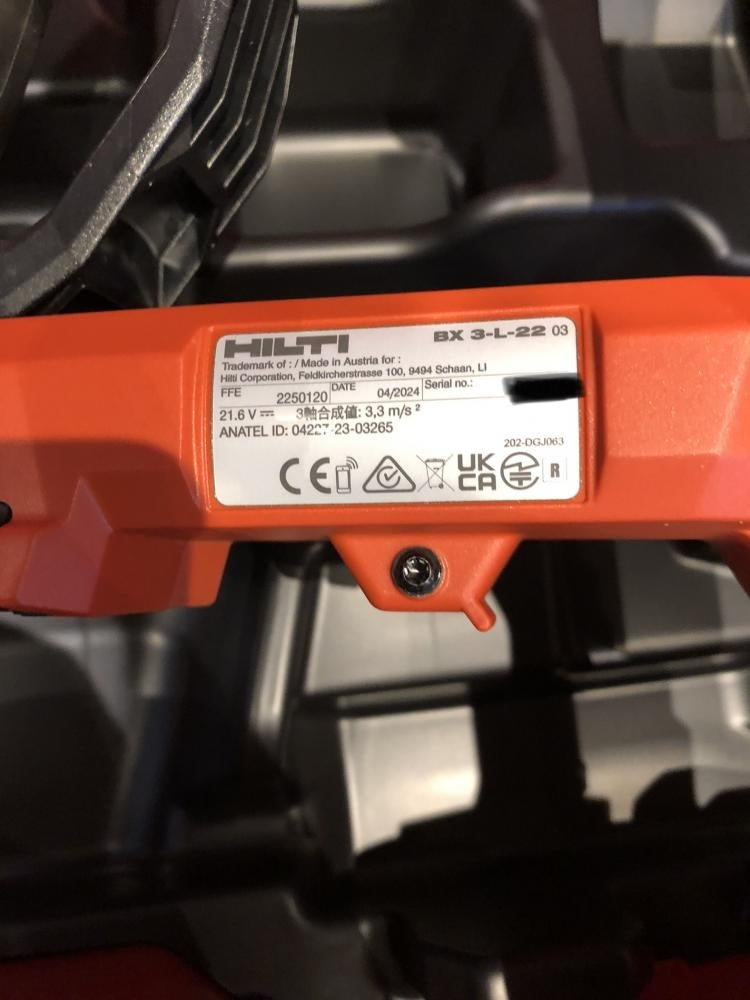 HILTI BX 3-L-22 03
Trademark of : / Made in Austria for :
Hilti Corporation, Feldkircherstrasse 100, 9494 Schaan, LI
FFE 2250120 DATE 04/2024 Serial no.:
21.6 V 3軸合成値: 3,3 m/s²
ANATEL ID: 04227-23-03265
202-DGJ063
CE UK CA R